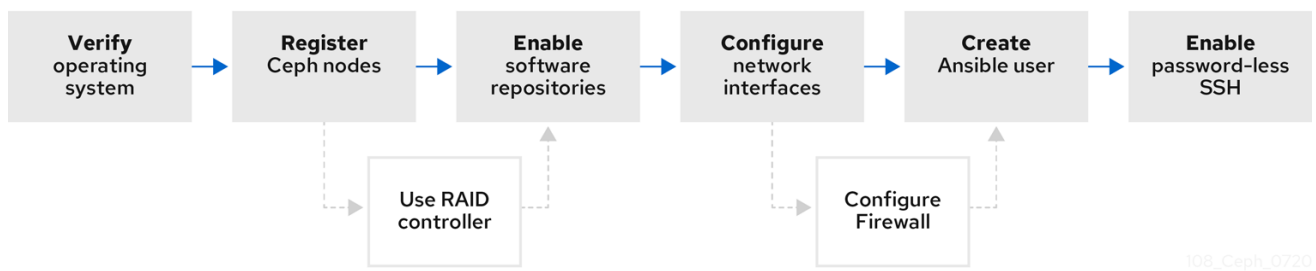 Verify
operating
system
Register
Ceph nodes
Enable
software
repositories
Configure
network
interfaces
Create
Ansible user
Enable
password-less
SSH
Use RAID
controller
Configure
Firewall
108_Ceph_0720